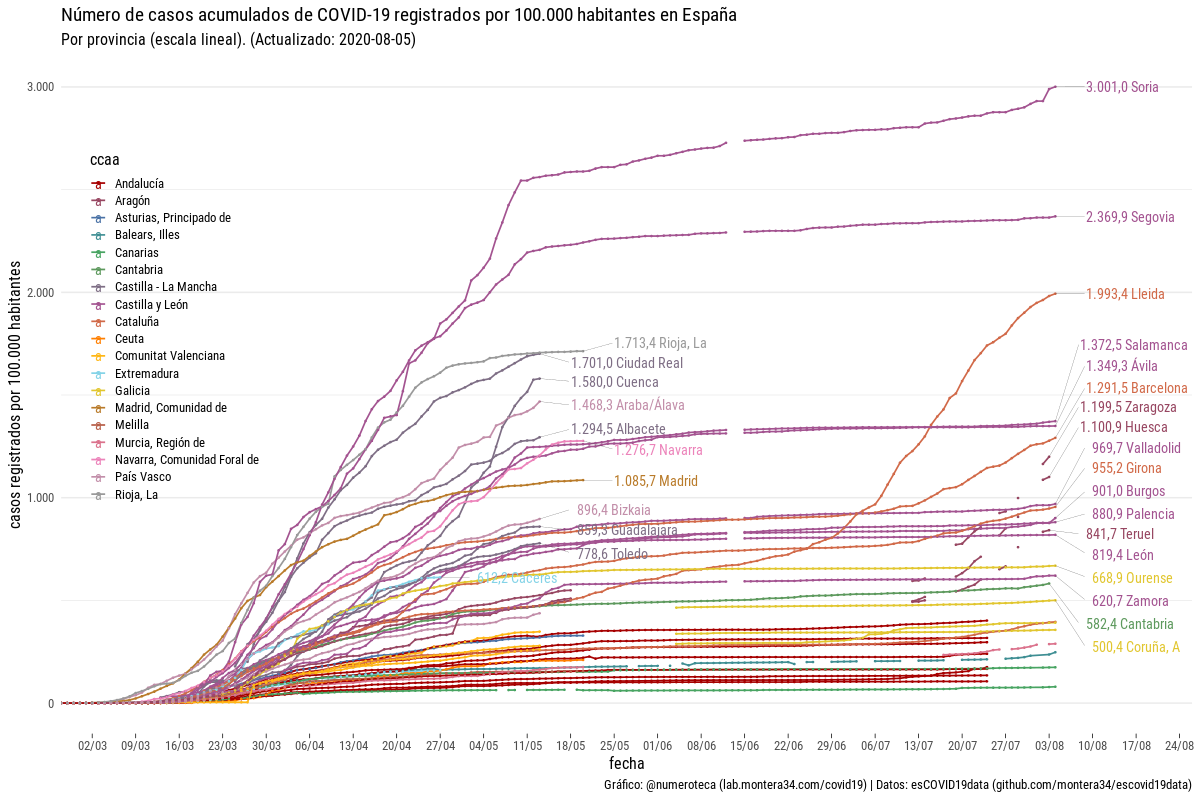 Número de casos acumulados de COVID-19 registrados por 100.000 habitantes en España
Por provincia (escala lineal). (Actualizado: 2020-08-05)
casos registrados por 100.000 habitantes
3.000
2.000
1.000
0
ccaa
Andalucía
Aragón
Asturias, Principado de
Balears, Illes
Canarias
Cantabria
Castilla - La Mancha
Castilla y León
Cataluña
Ceuta
Comunitat Valenciana
Extremadura
Galicia
Madrid, Comunidad de
Melilla
Murcia, Región de
Navarra, Comunidad Foral de
País Vasco
Rioja, La
3.001,0 Soria
2.369,9 Segovia
1.993,4 Lleida
1.713,4 Rioja, La
1.701,0 Ciudad Real
1.580,0 Cuenca
1.468,3 Araba/Álava
1.294,5 Albacete
1.276,7 Navarra
1.085,7 Madrid
896,4 Bizkaia
859,3 Guadalajara
778,6 Toledo
612,2 Cáceres
1.372,5 Salamanca
1.349,3 Ávila
1.291,5 Barcelona
1.199,5 Zaragoza
1.100,9 Huesca
969,7 Valladolid
955,2 Girona
901,0 Burgos
880,9 Palencia
841,7 Teruel
819,4 León
668,9 Ourense
620,7 Zamora
582,4 Cantabria
500,4 Coruña, A
02/03 09/03 16/03 23/03 30/03 06/04 13/04 20/04 27/04 04/05 11/05 18/05 25/05 01/06 08/06 15/06 22/06 29/06 06/07 13/07 20/07 27/07 03/08 10/08 17/08 24/08
fecha
Gráfico: @numeroteca (lab.montera34.com/covid19) | Datos: esCOVID19data (github.com/montera34/escovid19data)